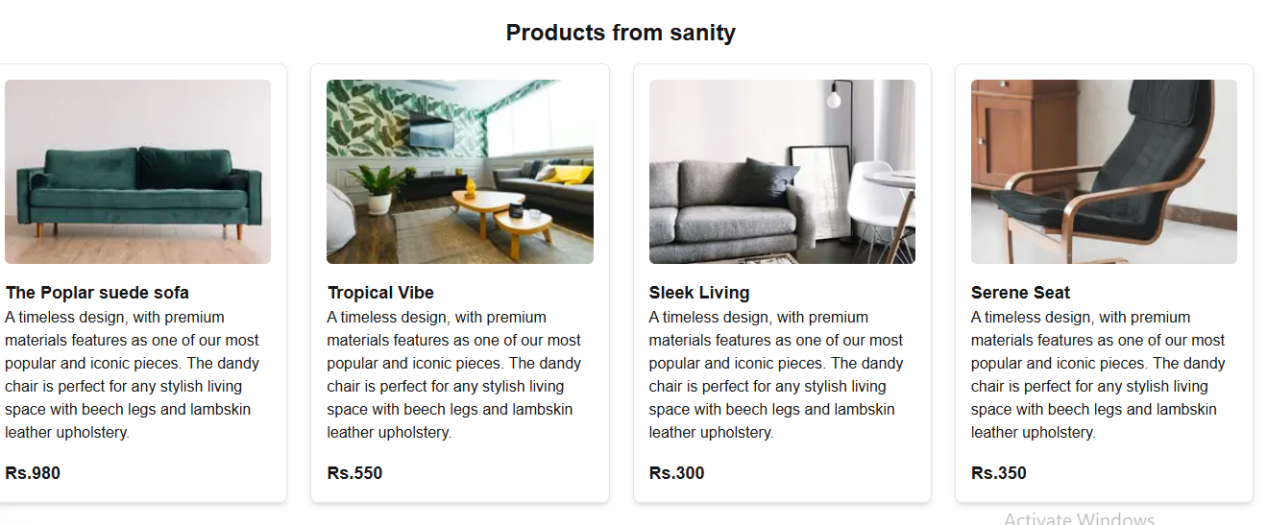 Products from sanity
The Poplar suede sofa
A timeless design, with premium
materials features as one of our most
popular and iconic pieces. The dandy
chair is perfect for any stylish living
space with beech legs and lambskin
leather upholstery.
Rs.980
Tropical Vibe
A timeless design, with premium
materials features as one of our most
popular and iconic pieces. The dandy
chair is perfect for any stylish living
space with beech legs and lambskin
leather upholstery.
Rs.550
Sleek Living
A timeless design, with premium
materials features as one of our most
popular and iconic pieces. The dandy
chair is perfect for any stylish living
space with beech legs and lambskin
leather upholstery.
Rs.300
Serene Seat
A timeless design, with premium
materials features as one of our most
popular and iconic pieces. The dandy
chair is perfect for any stylish living
space with beech legs and lambskin
leather upholstery.
Rs.350
Activate Windows